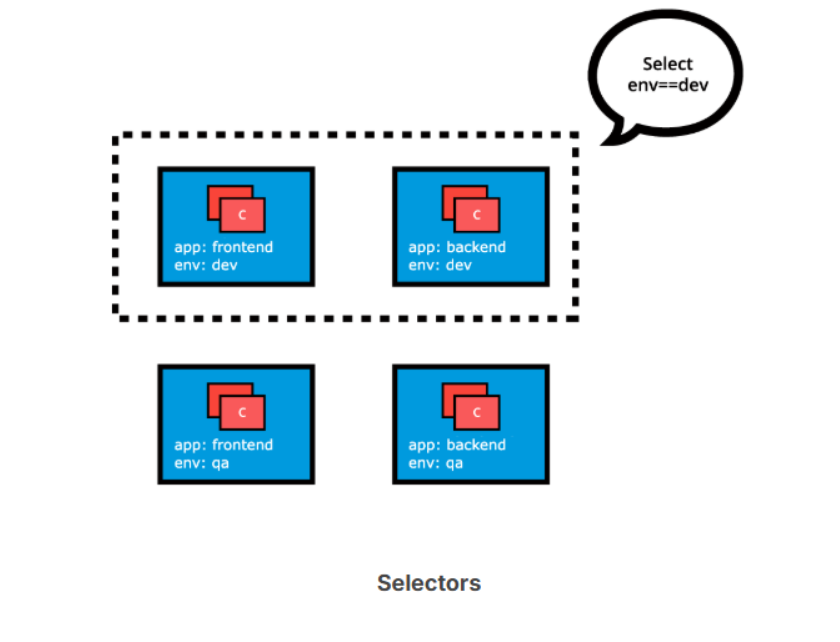 Select
env==dev
C
app: frontend
env: dev
C
app: backend
env: dev
C
app: frontend
env: qa
C
app: backend
env: qa
Selectors